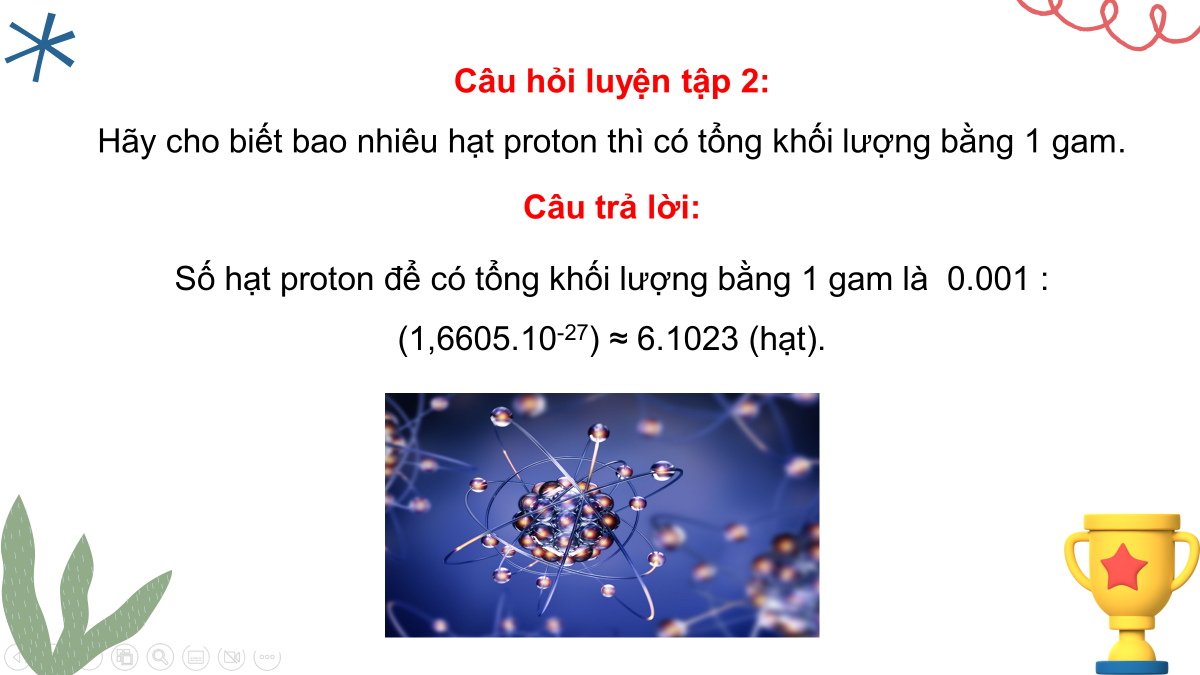 Câu hỏi luyện tập 2:
Hãy cho biết bao nhiêu hạt proton thì có tổng khối lượng bằng 1 gam.
Câu trả lời:
Số hạt proton để có tổng khối lượng bằng 1 gam là  0.001 :
(1,6605.10⁻²⁷) ≈ 6.1023 (hạt).